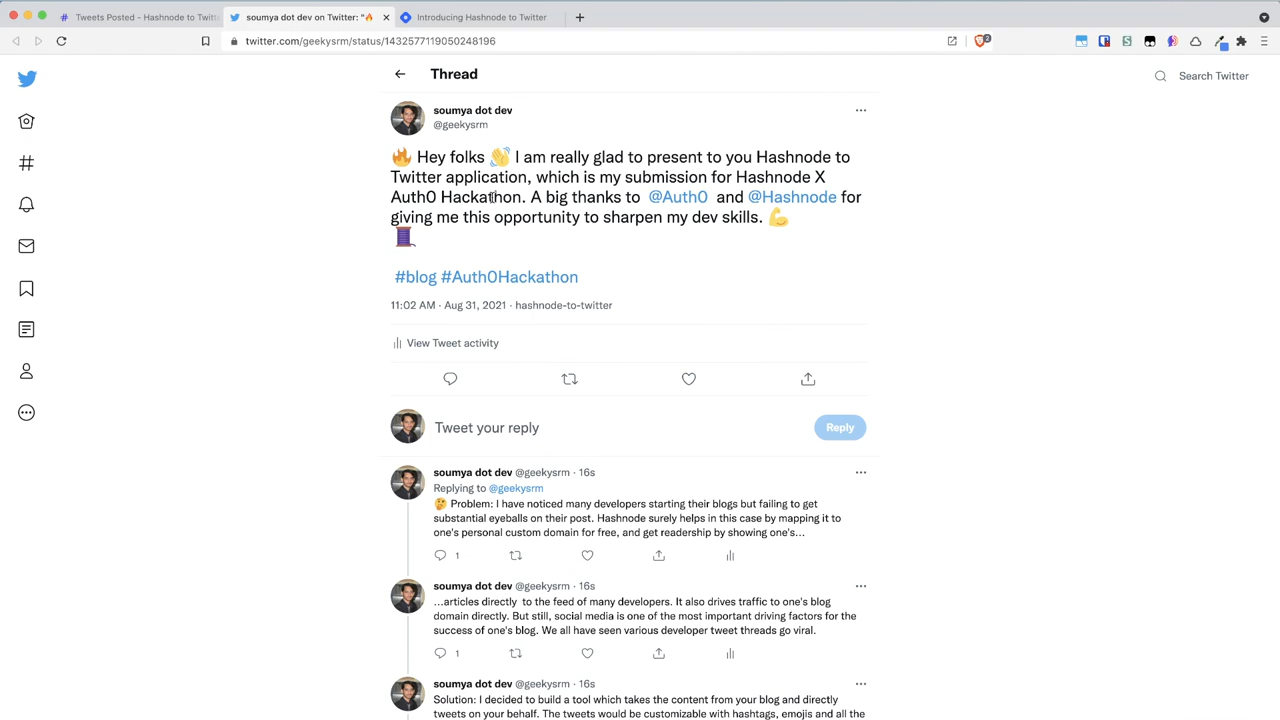 Tweets Posted - Hashnode to Twitt
soumya dot dev on Twitter: "🔥
Introducing Hashnode to Twitter
twitter.com/geekysrm/status/1432577119050248196
2
Thread
Search Twitter
soumya dot dev
@geekysrm
🔥 Hey folks 👋 I am really glad to present to you Hashnode to
Twitter application, which is my submission for Hashnode X
Auth0 Hackathon. A big thanks to @Auth0 and @Hashnode for
giving me this opportunity to sharpen my dev skills. 💪
🧵
#blog #Auth0Hackathon
11:02 AM · Aug 31, 2021 · hashnode-to-twitter
View Tweet activity
Tweet your reply
Reply
soumya dot dev @geekysrm · 16s
Replying to @geekysrm
🤔 Problem: I have noticed many developers starting their blogs but failing to get
substantial eyeballs on their post. Hashnode surely helps in this case by mapping it to
one's personal custom domain for free, and get readership by showing one's...
1
soumya dot dev @geekysrm · 16s
...articles directly to the feed of many developers. It also drives traffic to one's blog
domain directly. But still, social media is one of the most important driving factors for the
success of one's blog. We all have seen various developer tweet threads go viral.
1
soumya dot dev @geekysrm · 16s
Solution: I decided to build a tool which takes the content from your blog and directly
tweets on your behalf. The tweets would be customizable with hashtags, emojis and all the